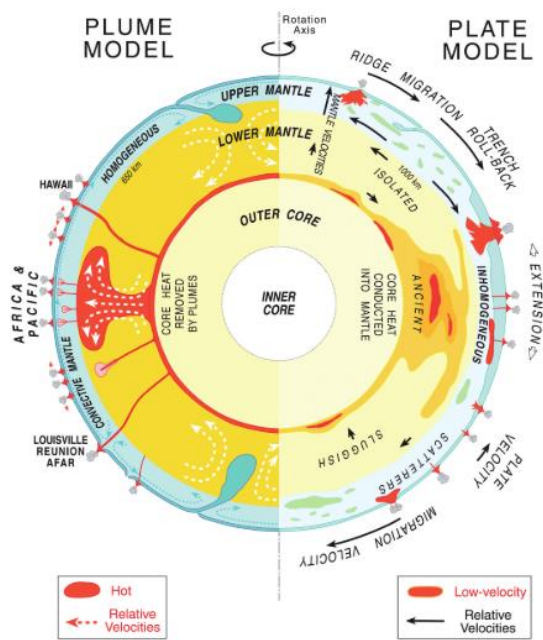 PLUME
MODEL
Rotation
Axis
PLATE
MODEL
RIDGE MIGRATION
TRENCH
ROLL-BACK
UPPER MANTLE
MANTLE VELOCITIES
HOMOGENEOUS
650 km
LOWER MANTLE
1000 km
ISOLATED
HAWAII
OUTER CORE
AFRICA &
PACIFIC
CORE HEAT
REMOVED
BY PLUMES
INNER
CORE
CORE HEAT
CONDUCTED
INTO MANTLE
ANCIENT
INHOMOGENEOUS
EXTENSION
CONVECTIVE MANTLE
LOUISVILLE
REUNION
AFAR
SLUGGISH
SCATTERERS
PLATE
VELOCITY
MIGRATION
VELOCITY
Hot
Relative
Velocities
Low-velocity
Relative
Velocities